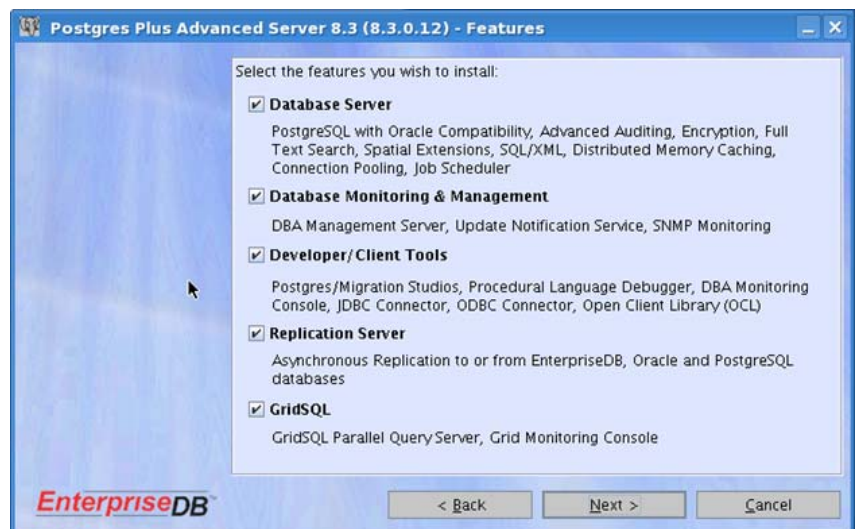 Postgres Plus Advanced Server 8.3 (8.3.0.12) - Features
Select the features you wish to install:
Database Server
PostgreSQL with Oracle Compatibility, Advanced Auditing, Encryption, Full
Text Search, Spatial Extensions, SQL/XML, Distributed Memory Caching,
Connection Pooling, Job Scheduler
Database Monitoring & Management
DBA Management Server, Update Notification Service, SNMP Monitoring
Developer/Client Tools
Postgres/Migration Studios, Procedural Language Debugger, DBA Monitoring
Console, JDBC Connector, ODBC Connector, Open Client Library (OCL)
Replication Server
Asynchronous Replication to or from EnterpriseDB, Oracle and PostgreSQL
databases
GridSQL
GridSQL Parallel Query Server, Grid Monitoring Console
EnterpriseDB
< Back
Next >
Cancel